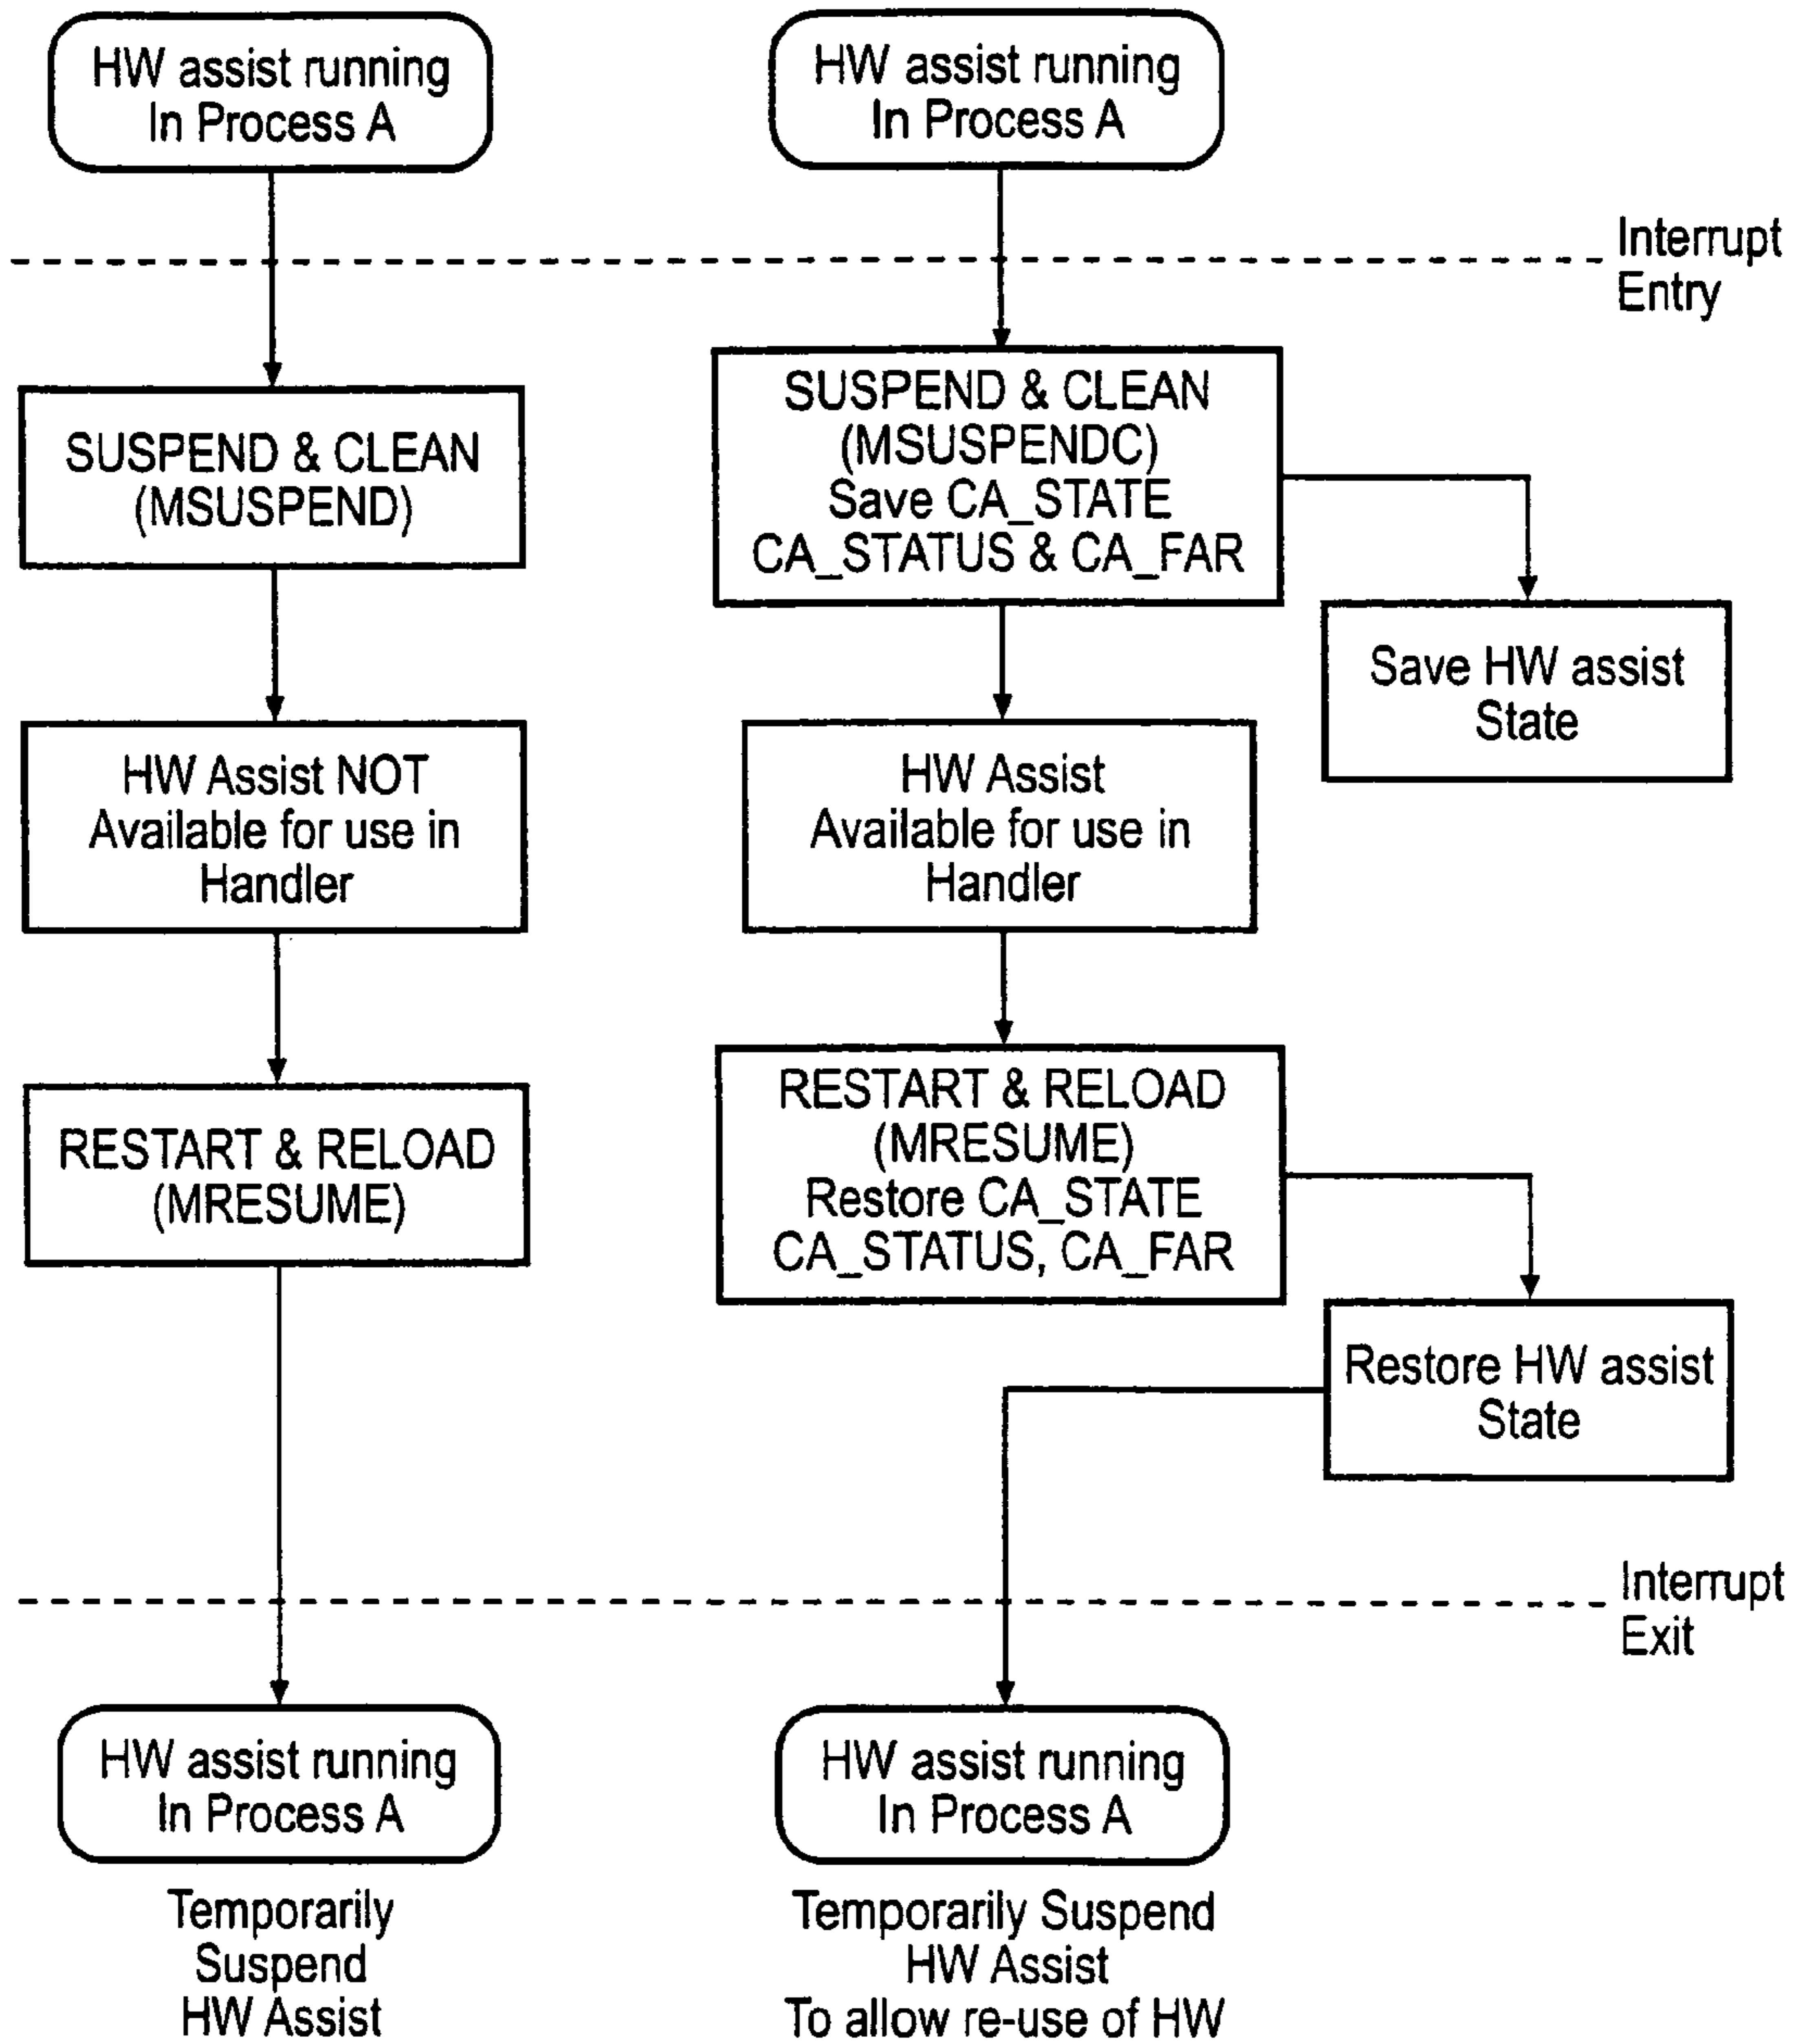 HW assist running
In Process A
HW assist running
In Process A
Interrupt
Entry
SUSPEND & CLEAN
(MSUSPEND)
SUSPEND & CLEAN
(MSUSPENDC)
Save CA_STATE
CA_STATUS & CA_FAR
Save HW assist
State
HW Assist NOT
Available for use in
Handler
HW Assist
Available for use in
Handler
RESTART & RELOAD
(MRESUME)
RESTART & RELOAD
(MRESUME)
Restore CA_STATE
CA_STATUS, CA_FAR
Restore HW assist
State
Interrupt
Exit
HW assist running
In Process A
HW assist running
In Process A
Temporarily
Suspend
HW Assist
Temporarily Suspend
HW Assist
To allow re-use of HW